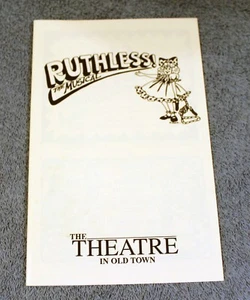 RUTHLESS!
THE MUSICAL
THE
THEATRE
IN OLD TOWN